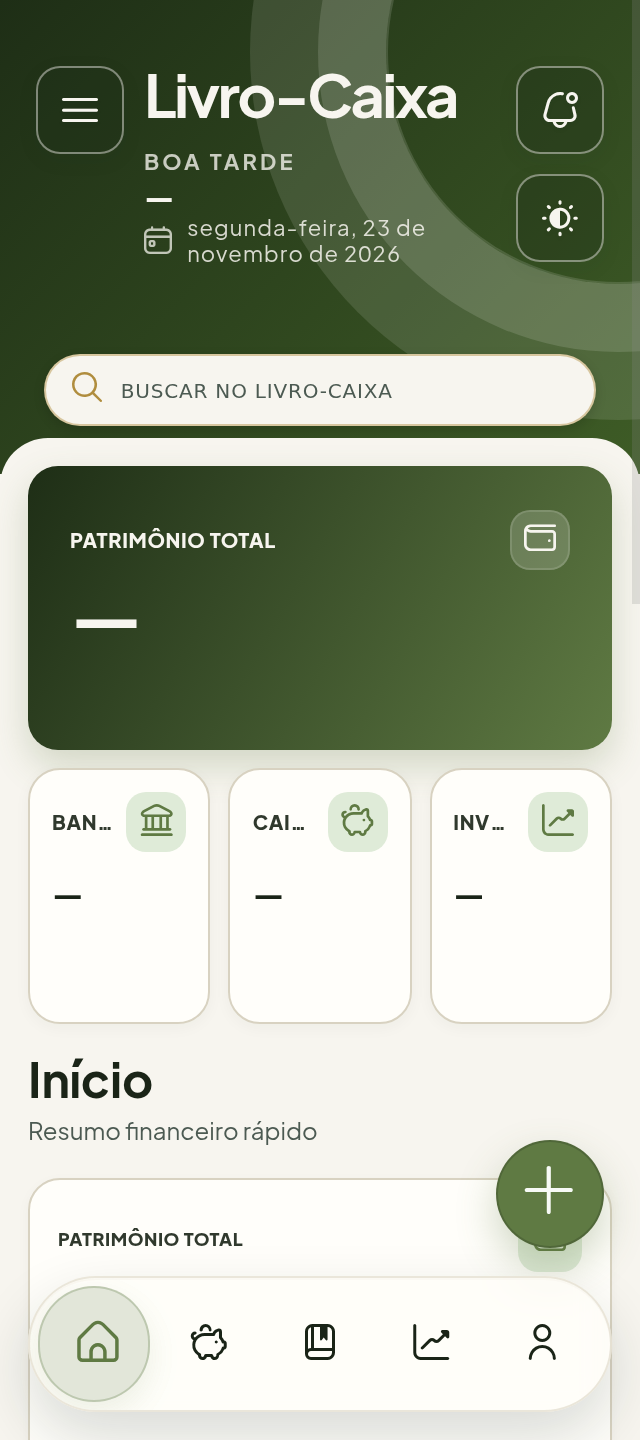 Livro-Caixa
BOA TARDE
—
segunda-feira, 23 de
novembro de 2026
BUSCAR NO LIVRO-CAIXA
PATRIMÔNIO TOTAL
—
BAN… CAI… INV…
— — —
Início
Resumo financeiro rápido
PATRIMÔNIO TOTAL